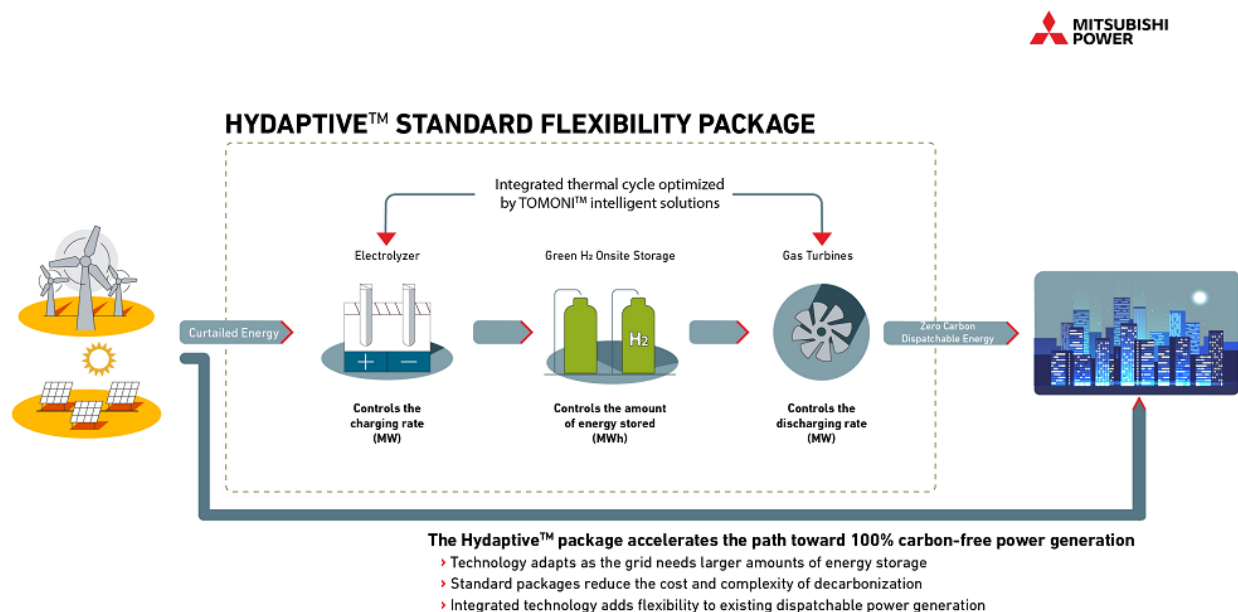 MITSUBISHI
POWER
HYDAPTIVE™ STANDARD FLEXIBILITY PACKAGE
Integrated thermal cycle optimized
by TOMONI™ intelligent solutions
Electrolyzer
Green H₂ Onsite Storage
Gas Turbines
Curtailed Energy
+ −
H₂
Zero Carbon
Dispatchable Energy
Controls the
charging rate
(MW)
Controls the amount
of energy stored
(MWh)
Controls the
discharging rate
(MW)
The Hydaptive™ package accelerates the path toward 100% carbon-free power generation
› Technology adapts as the grid needs larger amounts of energy storage
› Standard packages reduce the cost and complexity of decarbonization
› Integrated technology adds flexibility to existing dispatchable power generation